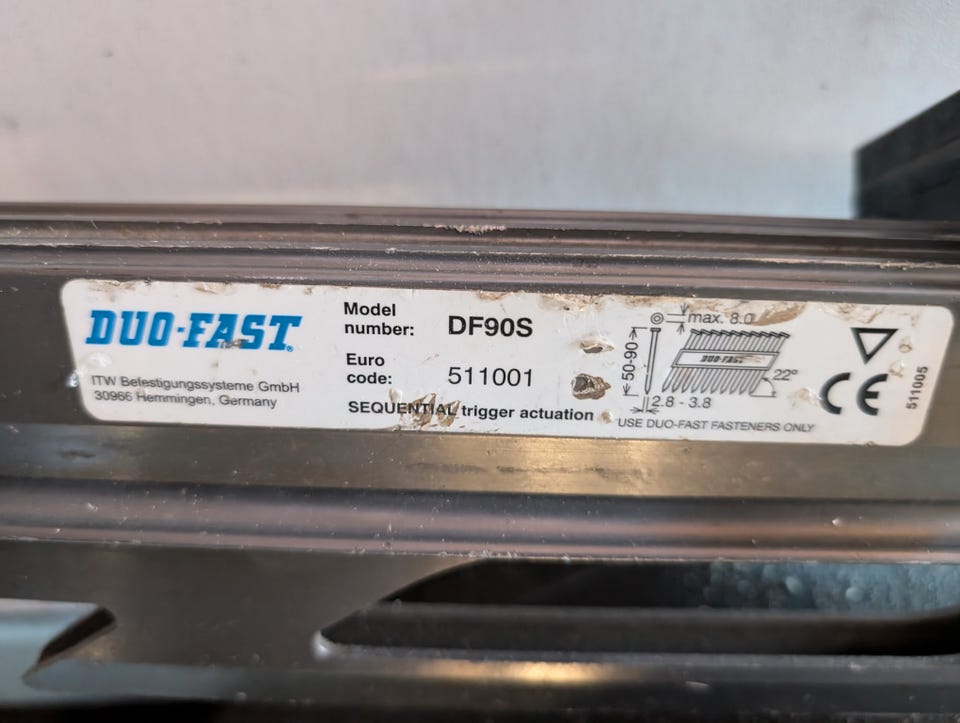 DUO-FAST
ITW Befestigungssysteme GmbH
30966 Hemmingen, Germany
Model
number: DF90S
Euro
code: 511001
SEQUENTIAL trigger actuation
max. 8.0
50-90
DUO-FAST
22°
2.8 - 3.8
USE DUO-FAST FASTENERS ONLY
CE
511005